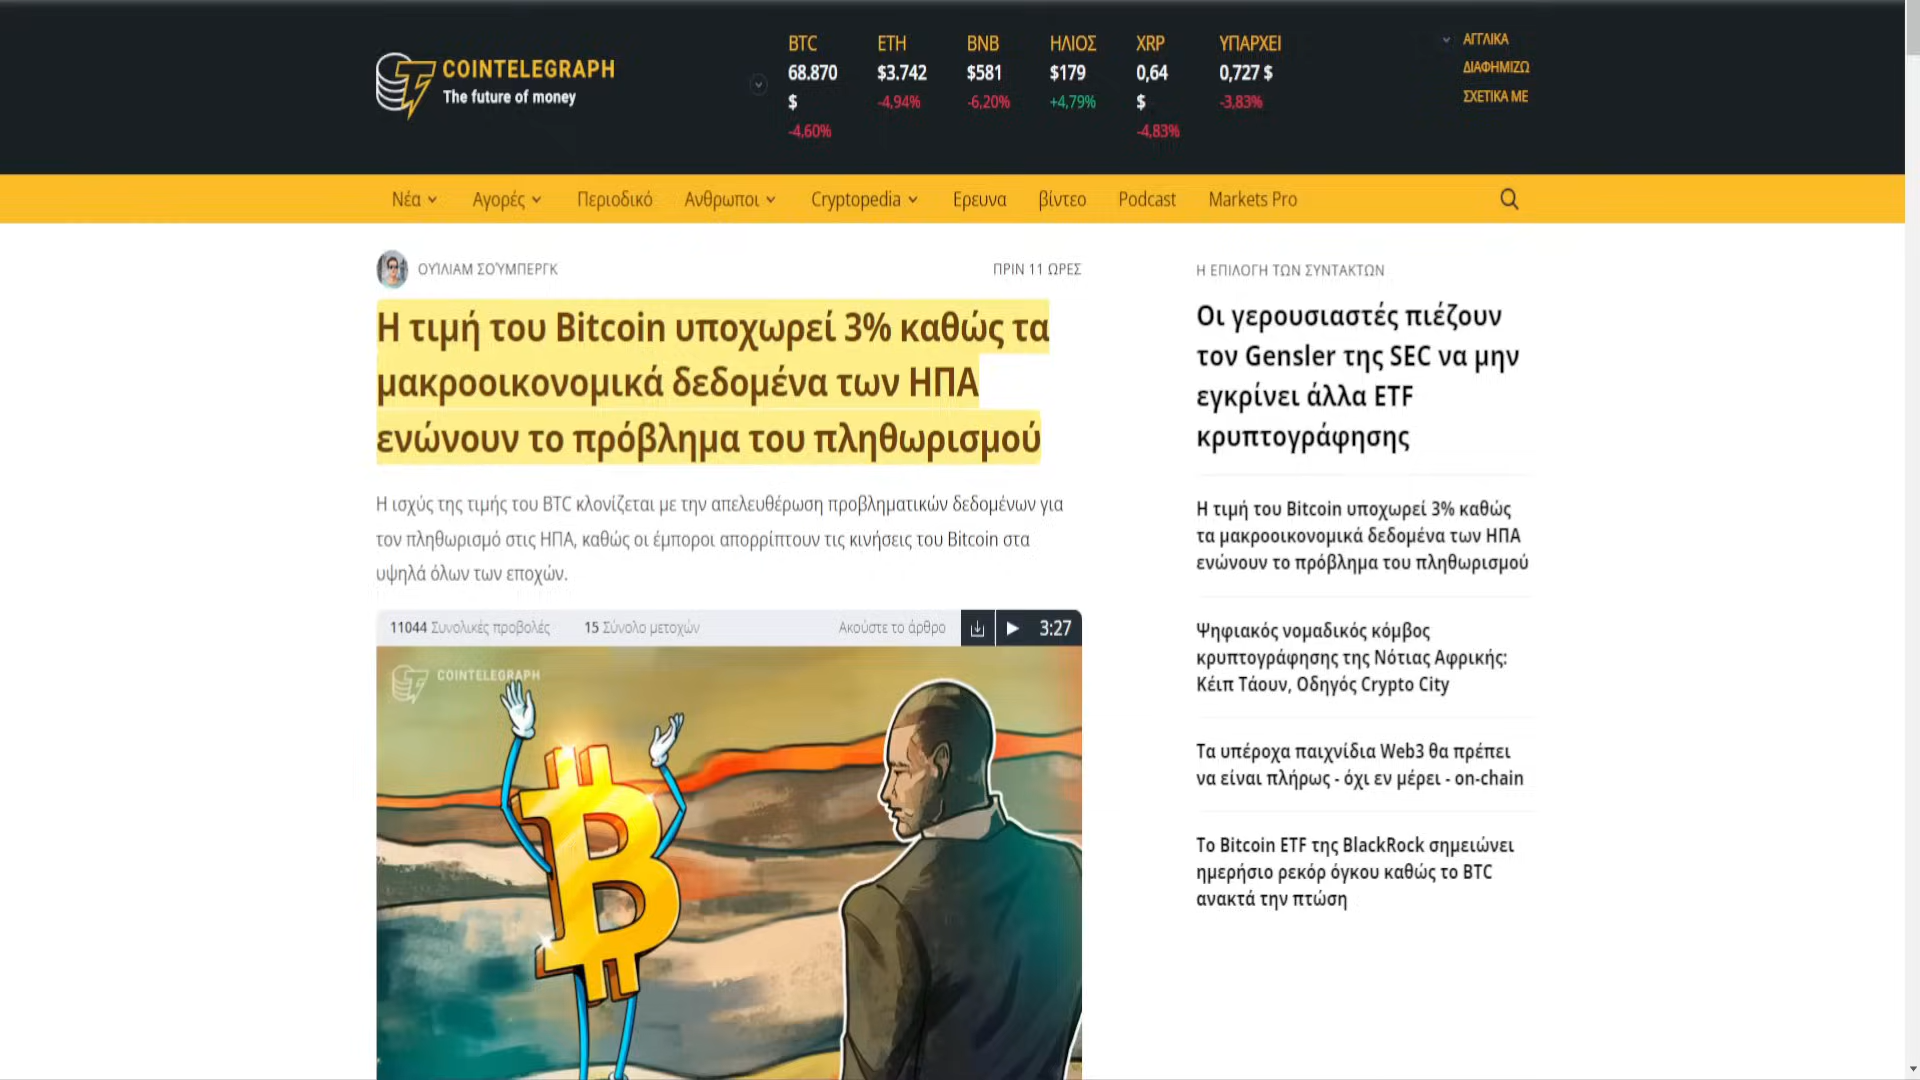 COINTELEGRAPH
The future of money
BTC
68.870
$
-4,60%
ETH
$3.742
-4,94%
BNB
$581
-6,20%
ΗΛΙΟΣ
$179
+4,79%
XRP
0,64
$
-4,83%
ΥΠΑΡΧΕΙ
0,727 $
-3,83%
ΑΓΓΛΙΚΑ
ΔΙΑΦΗΜΙΖΩ
ΣΧΕΤΙΚΑ ΜΕ
Νέα Αγορές Περιοδικό Ανθρωποι Cryptopedia Ερευνα βίντεο Podcast Markets Pro
ΟΥΊΛΙΑΜ ΣΟΎΜΠΕΡΓΚ ΠΡΙΝ 11 ΩΡΕΣ
Η τιμή του Bitcoin υποχωρεί 3% καθώς τα
μακροοικονομικά δεδομένα των ΗΠΑ
ενώνουν το πρόβλημα του πληθωρισμού
Η ισχύς της τιμής του BTC κλονίζεται με την απελευθέρωση προβληματικών δεδομένων για
τον πληθωρισμό στις ΗΠΑ, καθώς οι έμποροι απορρίπτουν τις κινήσεις του Bitcoin στα
υψηλά όλων των εποχών.
11044 Συνολικές προβολές 15 Σύνολο μετοχών Ακούστε το άρθρο 3:27
COINTELEGRAPH
Η ΕΠΙΛΟΓΗ ΤΩΝ ΣΥΝΤΑΚΤΩΝ
Οι γερουσιαστές πιέζουν
τον Gensler της SEC να μην
εγκρίνει άλλα ETF
κρυπτογράφησης
Η τιμή του Bitcoin υποχωρεί 3% καθώς
τα μακροοικονομικά δεδομένα των ΗΠΑ
ενώνουν το πρόβλημα του πληθωρισμού
Ψηφιακός νομαδικός κόμβος
κρυπτογράφησης της Νότιας Αφρικής:
Κέιπ Τάουν, Οδηγός Crypto City
Τα υπέροχα παιχνίδια Web3 θα πρέπει
να είναι πλήρως - όχι εν μέρει - on-chain
Το Bitcoin ETF της BlackRock σημειώνει
ημερήσιο ρεκόρ όγκου καθώς το BTC
ανακτά την πτώση